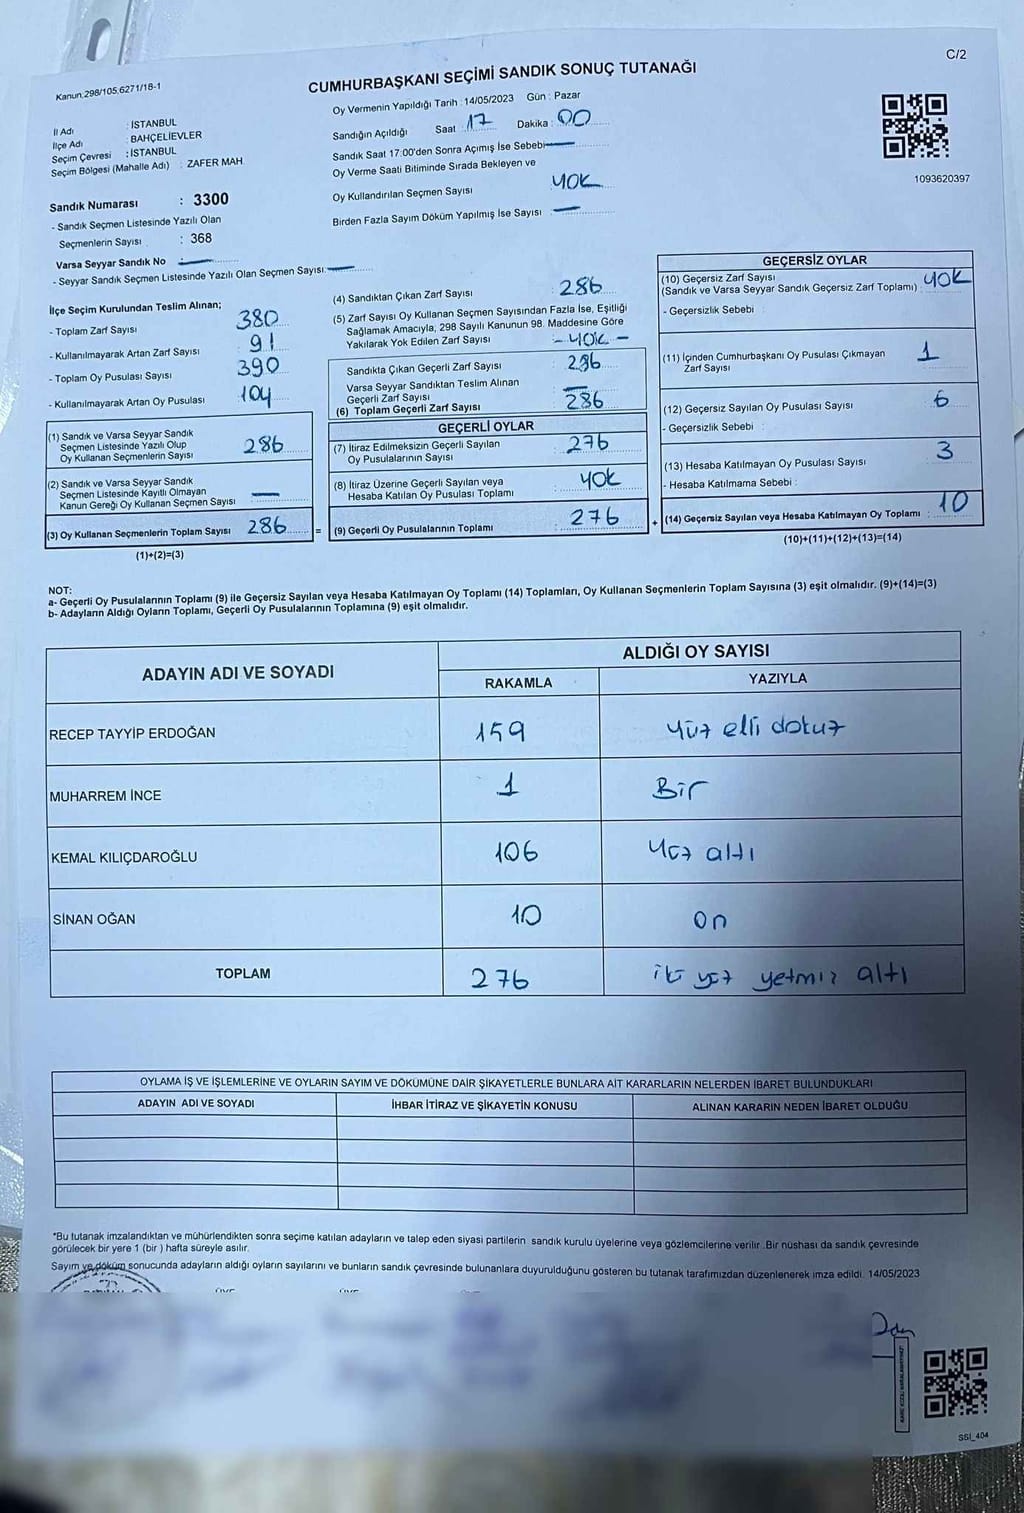 C/2
Kanun:298/105,6271/18-1
CUMHURBAŞKANI SEÇİMİ SANDIK SONUÇ TUTANAĞI
İl Adı : İSTANBUL
İlçe Adı : BAHÇELİEVLER
Seçim Çevresi : İSTANBUL
Seçim Bölgesi (Mahalle Adı) : ZAFER MAH
Sandık Numarası : 3300
- Sandık Seçmen Listesinde Yazılı Olan
Seçmenlerin Sayısı : 368
Varsa Seyyar Sandık No : —
- Seyyar Sandık Seçmen Listesinde Yazılı Olan Seçmen Sayısı: —
Oy Vermenin Yapıldığı Tarih : 14/05/2023 Gün : Pazar
Sandığın Açıldığı Saat : 17 Dakika : 00
Sandık Saat 17:00'den Sonra Açımış İse Sebebi: —
Oy Verme Saati Bitiminde Sırada Bekleyen ve
Oy Kullandırılan Seçmen Sayısı : YOK
Birden Fazla Sayım Döküm Yapılmış İse Sayısı : —
1093620397
İlçe Seçim Kurulundan Teslim Alınan;
- Toplam Zarf Sayısı : 380
- Kullanılmayarak Artan Zarf Sayısı : 91
- Toplam Oy Pusulası Sayısı : 390
- Kullanılmayarak Artan Oy Pusulası : 104
(1) Sandık ve Varsa Seyyar Sandık
Seçmen Listesinde Yazılı Olup
Oy Kullanan Seçmenlerin Sayısı : 286
(2) Sandık ve Varsa Seyyar Sandık
Seçmen Listesinde Kayıtlı Olmayan
Kanun Gereği Oy Kullanan Seçmen Sayısı : —
(3) Oy Kullanan Seçmenlerin Toplam Sayısı : 286 =
(1)+(2)=(3)
(4) Sandıktan Çıkan Zarf Sayısı : 286
(5) Zarf Sayısı Oy Kullanan Seçmen Sayısından Fazla İse, Eşitliği
Sağlamak Amacıyla, 298 Sayılı Kanunun 98. Maddesine Göre
Yakılarak Yok Edilen Zarf Sayısı : — YOK —
Sandıkta Çıkan Geçerli Zarf Sayısı : 286
Varsa Seyyar Sandıktan Teslim Alınan
Geçerli Zarf Sayısı : —
(6) Toplam Geçerli Zarf Sayısı : 286
GEÇERLİ OYLAR
(7) İtiraz Edilmeksizin Geçerli Sayılan
Oy Pusulalarının Sayısı : 276
(8) İtiraz Üzerine Geçerli Sayılan veya
Hesaba Katılan Oy Pusulası Toplamı : YOK
(9) Geçerli Oy Pusulalarının Toplamı : 276 +
GEÇERSİZ OYLAR
(10) Geçersiz Zarf Sayısı
(Sandık ve Varsa Seyyar Sandık Geçersiz Zarf Toplamı) : YOK
- Geçersizlik Sebebi :
(11) İçinden Cumhurbaşkanı Oy Pusulası Çıkmayan
Zarf Sayısı : 1
(12) Geçersiz Sayılan Oy Pusulası Sayısı : 6
- Geçersizlik Sebebi :
(13) Hesaba Katılmayan Oy Pusulası Sayısı : 3
- Hesaba Katılmama Sebebi :
(14) Geçersiz Sayılan veya Hesaba Katılmayan Oy Toplamı : 10
(10)+(11)+(12)+(13)=(14)
NOT:
a- Geçerli Oy Pusulalarının Toplamı (9) ile Geçersiz Sayılan veya Hesaba Katılmayan Oy Toplamı (14) Toplamları, Oy Kullanan Seçmenlerin Toplam Sayısına (3) eşit olmalıdır. (9)+(14)=(3)
b- Adayların Aldığı Oyların Toplamı, Geçerli Oy Pusulalarının Toplamına (9) eşit olmalıdır.
ADAYIN ADI VE SOYADI ALDIĞI OY SAYISI
RAKAMLA YAZIYLA
RECEP TAYYİP ERDOĞAN 159 Yüz elli dokuz
MUHARREM İNCE 1 Bir
KEMAL KILIÇDAROĞLU 106 Yüz altı
SİNAN OĞAN 10 on
TOPLAM 276 iki yüz yetmiş altı
OYLAMA İŞ VE İŞLEMLERİNE VE OYLARIN SAYIM VE DÖKÜMÜNE DAİR ŞİKAYETLERLE BUNLARA AİT KARARLARIN NELERDEN İBARET BULUNDUKLARI
ADAYIN ADI VE SOYADI İHBAR İTİRAZ VE ŞİKAYETİN KONUSU ALINAN KARARIN NEDEN İBARET OLDUĞU
*Bu tutanak imzalandıktan ve mühürlendikten sonra seçime katılan adayların ve talep eden siyasi partilerin sandık kurulu üyelerine veya gözlemcilerine verilir. Bir nüshası da sandık çevresinde
görülecek bir yere 1 (bir) hafta süreyle asılır.
Sayım ve döküm sonucunda adayların aldığı oyların sayılarını ve bunların sandık çevresinde bulunanlara duyurulduğunu gösteren bu tutanak tarafımızdan düzenlenerek imza edildi. 14/05/2023
SSI_404